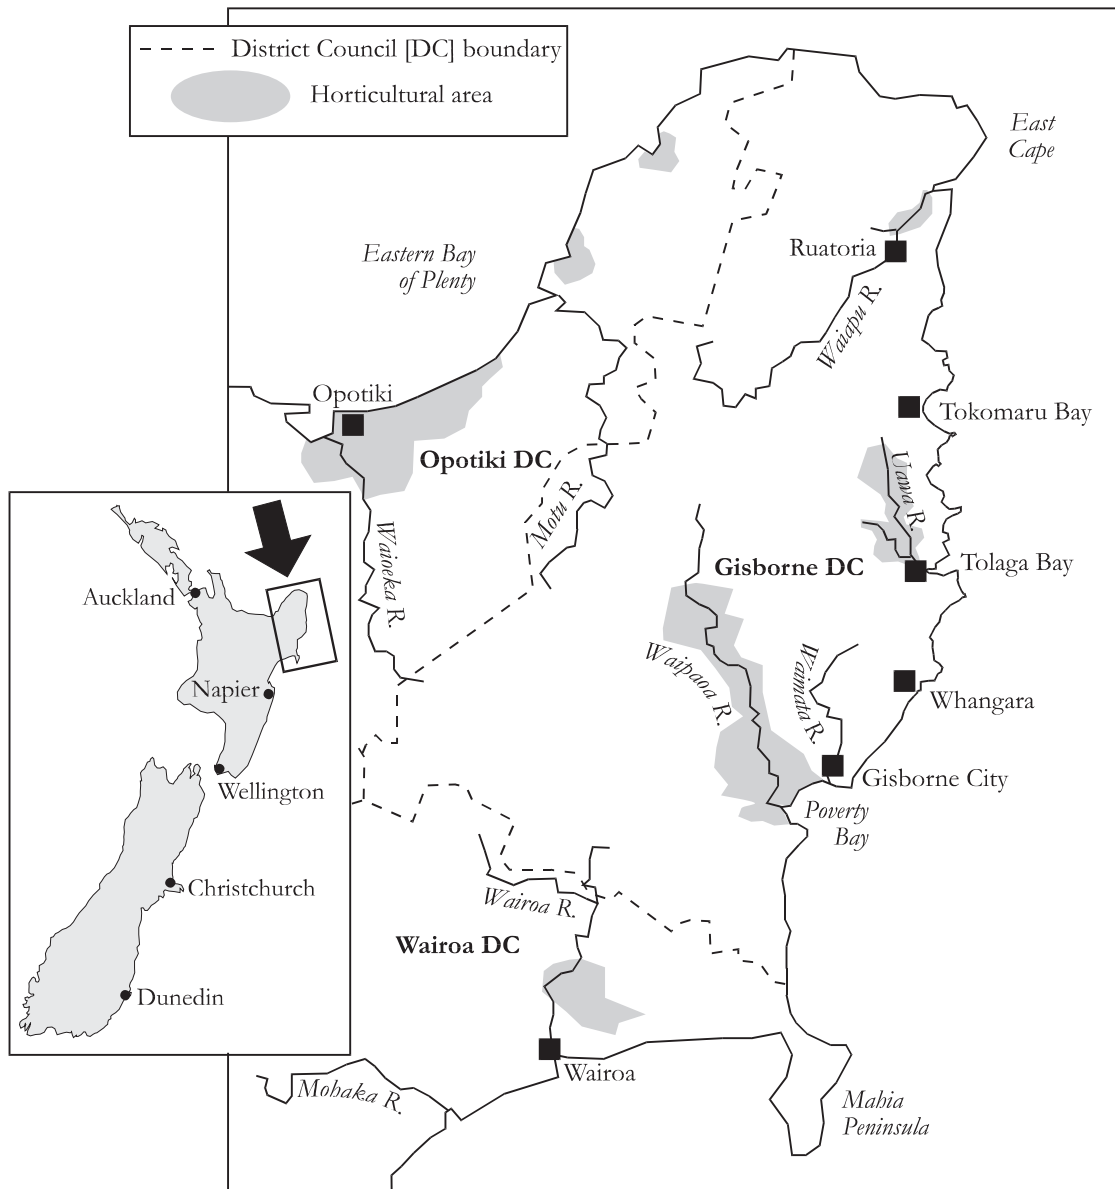 District Council [DC] boundary
Horticultural area
East
Cape
Ruatoria
Eastern Bay
of Plenty
Waiapu R.
Opotiki
Tokomaru Bay
Opotiki DC
Uawa R.
Motu R.
Waioeka R.
Gisborne DC
Tolaga Bay
Auckland
Waipaoa R.
Waimata R.
Napier
Whangara
Gisborne City
Wellington
Poverty
Bay
Christchurch
Wairoa R.
Wairoa DC
Dunedin
Wairoa
Mohaka R.
Mahia
Peninsula